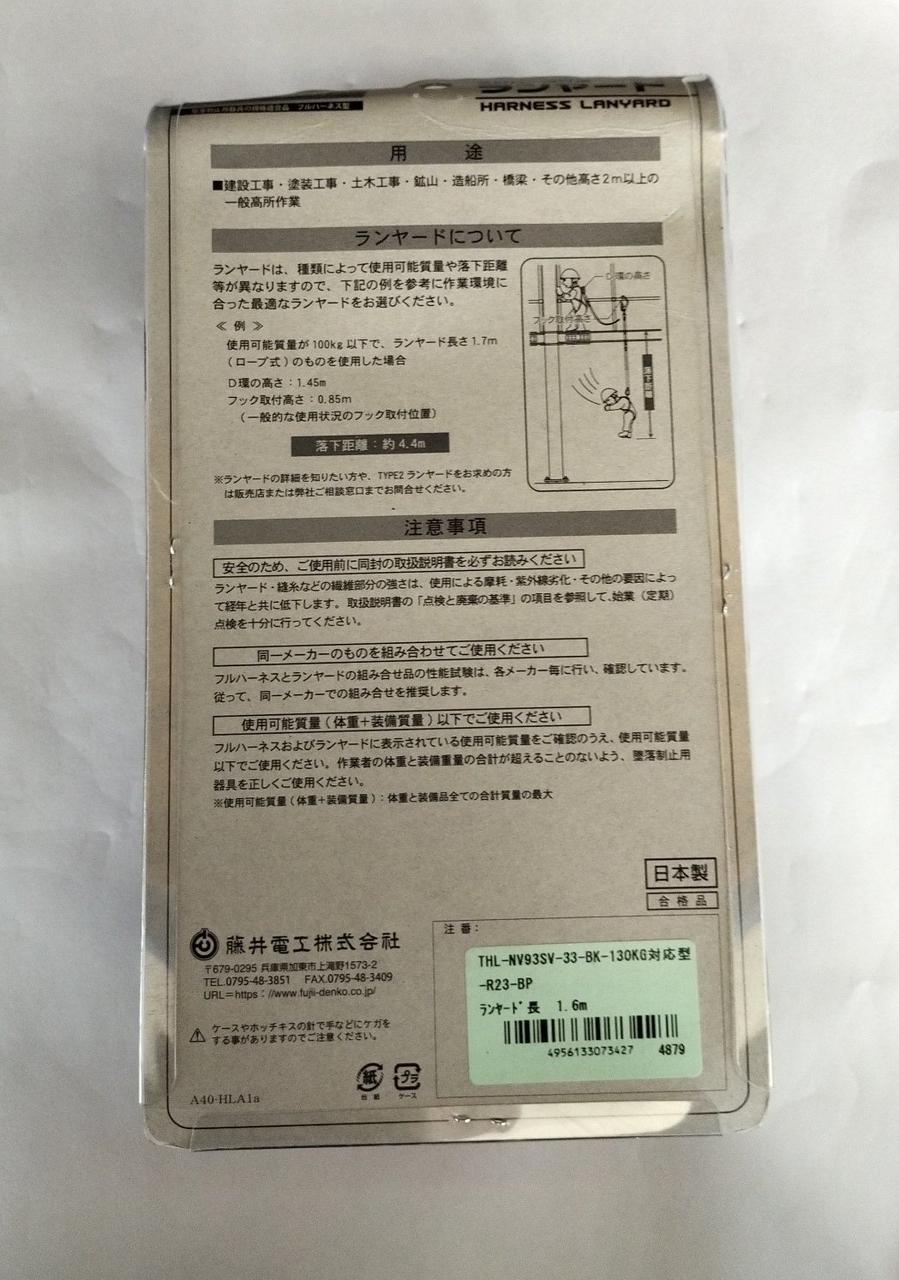 フルハーネス型
ランヤード
HARNESS LANYARD
用 途
■建設工事・塗装工事・土木工事・鉱山・造船所・橋梁・その他高さ2m以上の
一般高所作業
ランヤードについて
ランヤードは、種類によって使用可能質量や落下距離
等が異なりますので、下記の例を参考に作業環境に
合った最適なランヤードをお選びください。
≪ 例 ≫
使用可能質量が100kg以下で、ランヤード長さ1.7m
(ロープ式)のものを使用した場合
D環の高さ:1.45m
フック取付高さ:0.85m
(一般的な使用状況のフック取付位置)
落下距離:約4.4m
※ランヤードの詳細を知りたい方や、TYPE2ランヤードをお求めの方
は販売店または弊社ご相談窓口までお問合せください。
D環の高さ
フック取付高さ
落下距離
注意事項
安全のため、ご使用前に同封の取扱説明書を必ずお読みください
ランヤード・縫糸などの繊維部分の強さは、使用による摩耗・紫外線劣化・その他の要因によっ
て経年と共に低下します。取扱説明書の「点検と廃棄の基準」の項目を参照して、始業(定期)
点検を十分に行ってください。
同一メーカーのものを組み合わせてご使用ください
フルハーネスとランヤードの組み合せ品の性能試験は、各メーカー毎に行い、確認しています。
従って、同一メーカーでの組み合せを推奨します。
使用可能質量(体重+装備質量)以下でご使用ください
フルハーネスおよびランヤードに表示されている使用可能質量をご確認のうえ、使用可能質量
以下でご使用ください。作業者の体重と装備重量の合計が超えることのないよう、墜落制止用
器具を正しくご使用ください。
※使用可能質量(体重+装備質量):体重と装備品全ての合計質量の最大
日本製
合格品
藤井電工株式会社
〒679-0295 兵庫県加東市上滝野1573-2
TEL.0795-48-3851 FAX.0795-48-3409
URL=https://www.fujii-denko.co.jp/
⚠ケースやホッチキスの針で手などにケガを
する事がありますのでご注意ください。
紙
台紙
プラ
ケース
A40-HLA1a
注番:
THL-NV93SV-33-BK-130KG対応型
-R23-BP
ランヤード長 1.6m
4956133073427 4879